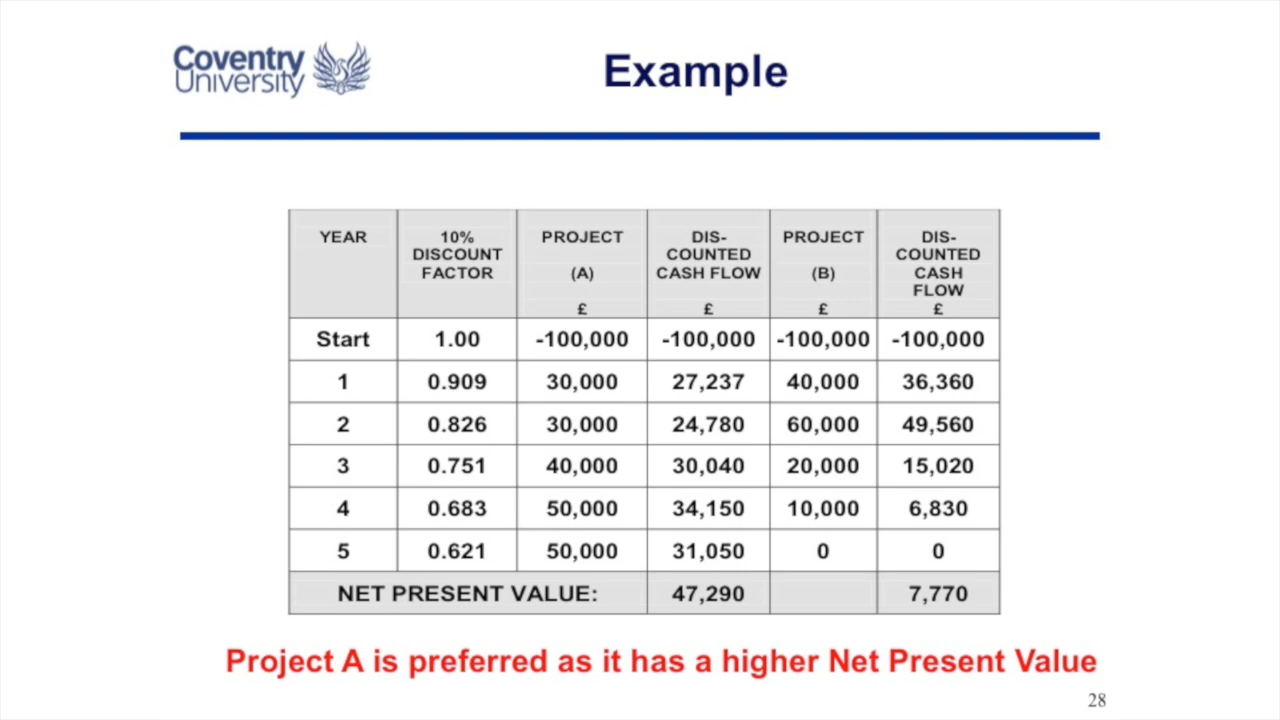 Coventry
University
Example
YEAR 10% DISCOUNT FACTOR PROJECT (A) £ DIS-COUNTED CASH FLOW £ PROJECT (B) £ DIS-COUNTED CASH FLOW £
Start 1.00 -100,000 -100,000 -100,000 -100,000
1 0.909 30,000 27,237 40,000 36,360
2 0.826 30,000 24,780 60,000 49,560
3 0.751 40,000 30,040 20,000 15,020
4 0.683 50,000 34,150 10,000 6,830
5 0.621 50,000 31,050 0 0
NET PRESENT VALUE: 47,290 7,770
Project A is preferred as it has a higher Net Present Value
28